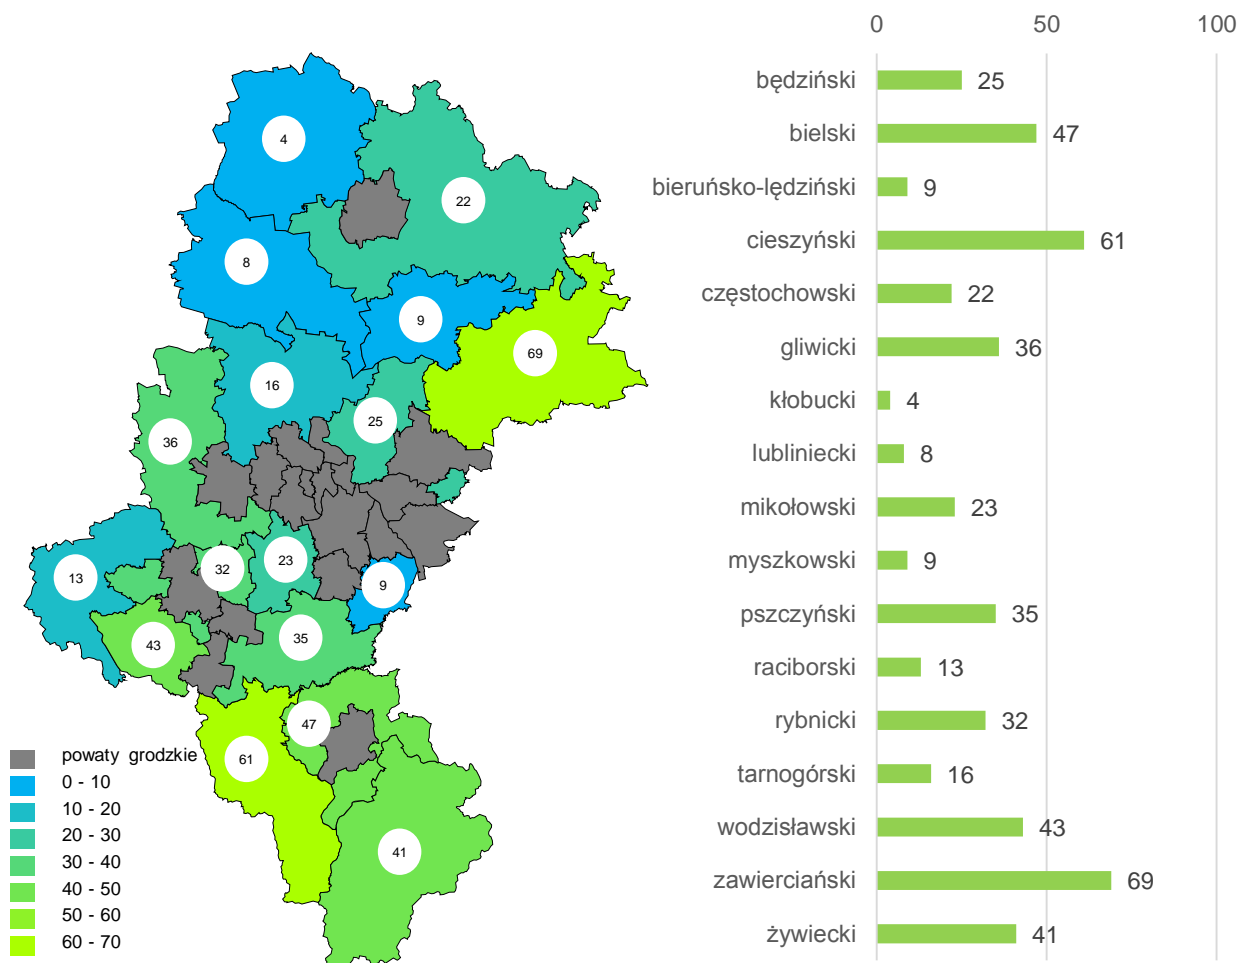 4
22
8
9
69
16
25
36
32
23
13
9
43
35
47
61
41
powaty grodzkie
0 - 10
10 - 20
20 - 30
30 - 40
40 - 50
50 - 60
60 - 70
0 50 100
będziński 25
bielski 47
bieruńsko-lędziński 9
cieszyński 61
częstochowski 22
gliwicki 36
kłobucki 4
lubliniecki 8
mikołowski 23
myszkowski 9
pszczyński 35
raciborski 13
rybnicki 32
tarnogórski 16
wodzisławski 43
zawierciański 69
żywiecki 41